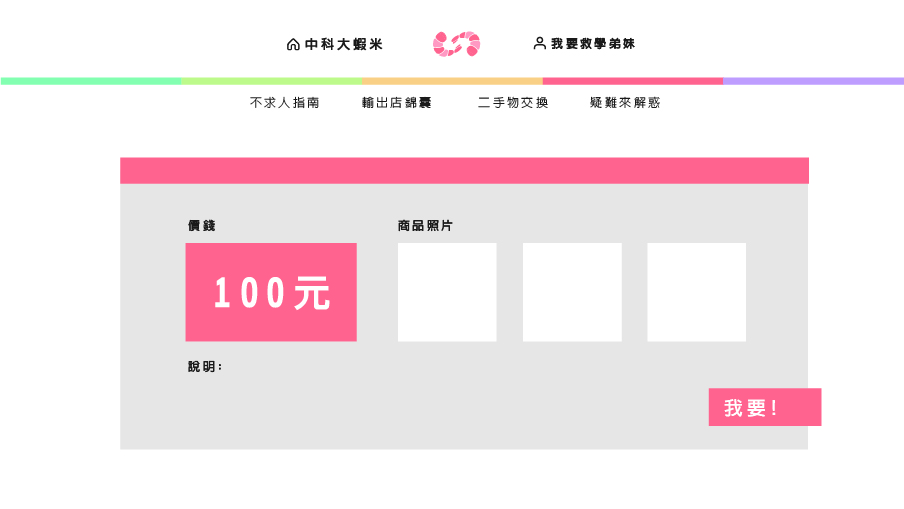 中科大蝦米
我要救學弟妹
不求人指南 輸出店錦囊 二手物交換 疑難來解惑
價錢 商品照片
100元
說明:
我要!